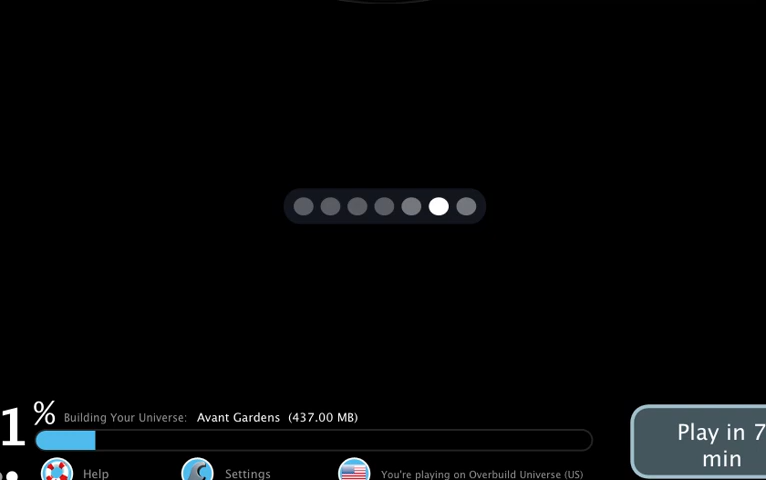 1 %
Building Your Universe: Avant Gardens (437.00 MB)
Play in 7
min
Help
Settings
You're playing on Overbuild Universe (US)